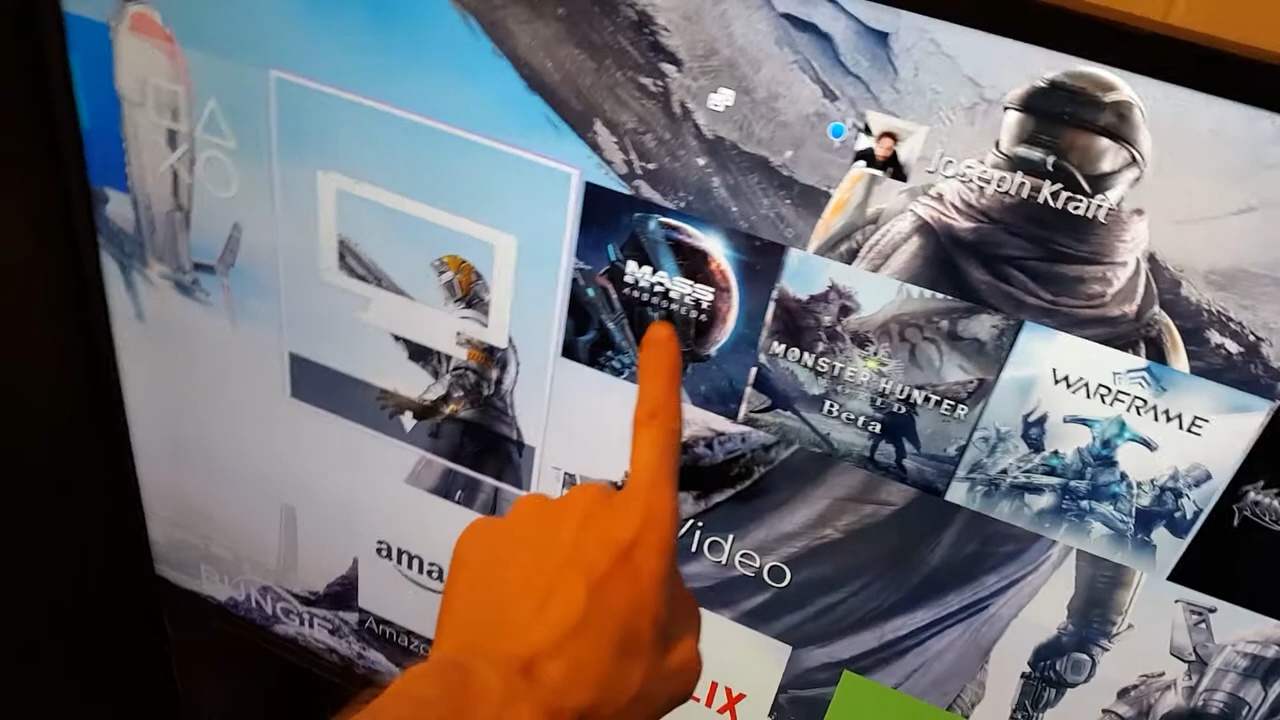 Joseph Kraft
MASS
EFFECT
ANDROMEDA
MONSTER HUNTER
WORLD
Beta
WARFRAME
Video
ama
Amazo
BUNGIE
LIX